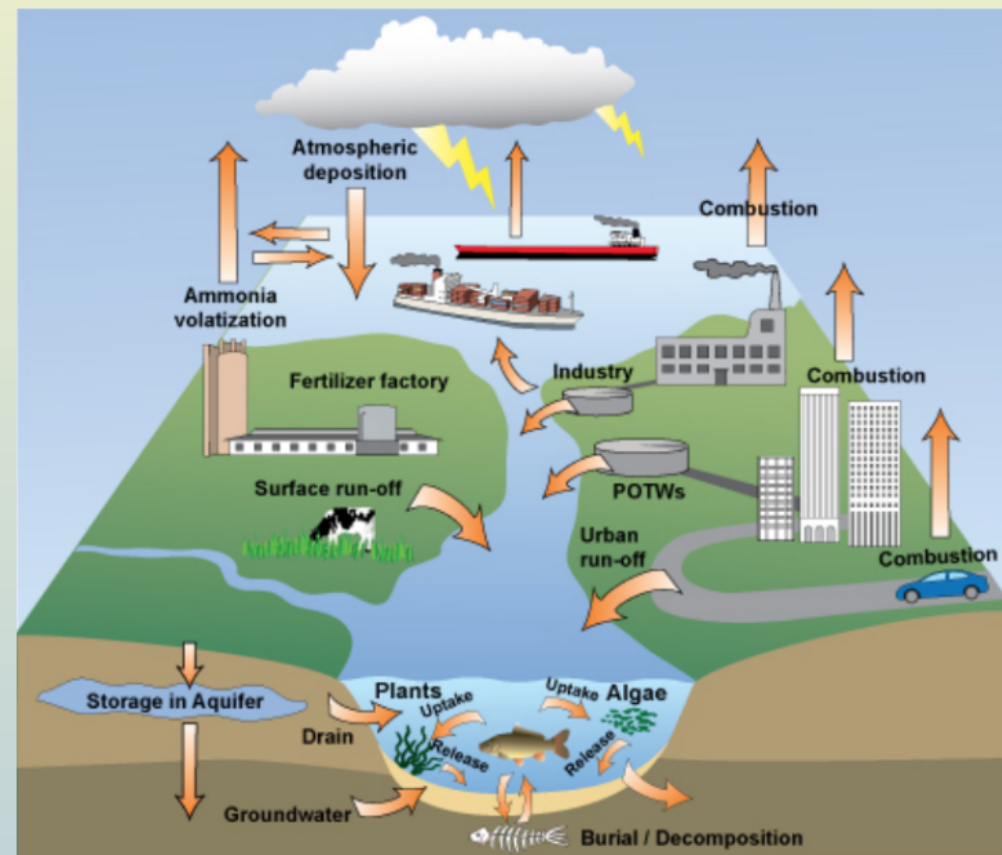 Atmospheric
deposition
Combustion
Ammonia
volatization
Industry
Combustion
Fertilizer factory
Surface run-off
POTWs
Urban
run-off
Combustion
Storage in Aquifer
Plants
Uptake
Uptake
Algae
Drain
Release
Release
Groundwater
Burial / Decomposition